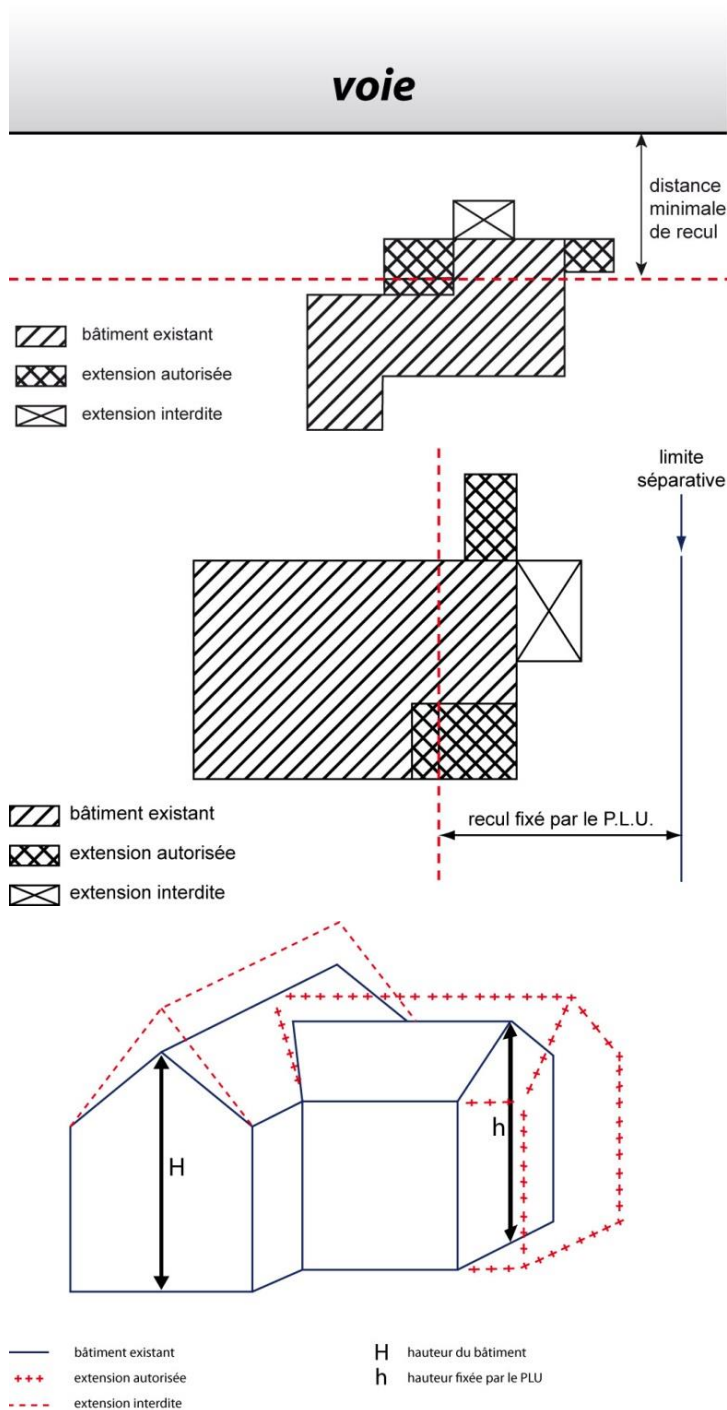 voie
distance
minimale
de recul
bâtiment existant
extension autorisée
extension interdite
limite
séparative
bâtiment existant
extension autorisée
extension interdite
recul fixé par le P.L.U.
H
h
bâtiment existant
extension autorisée
extension interdite
H hauteur du bâtiment
h hauteur fixée par le PLU